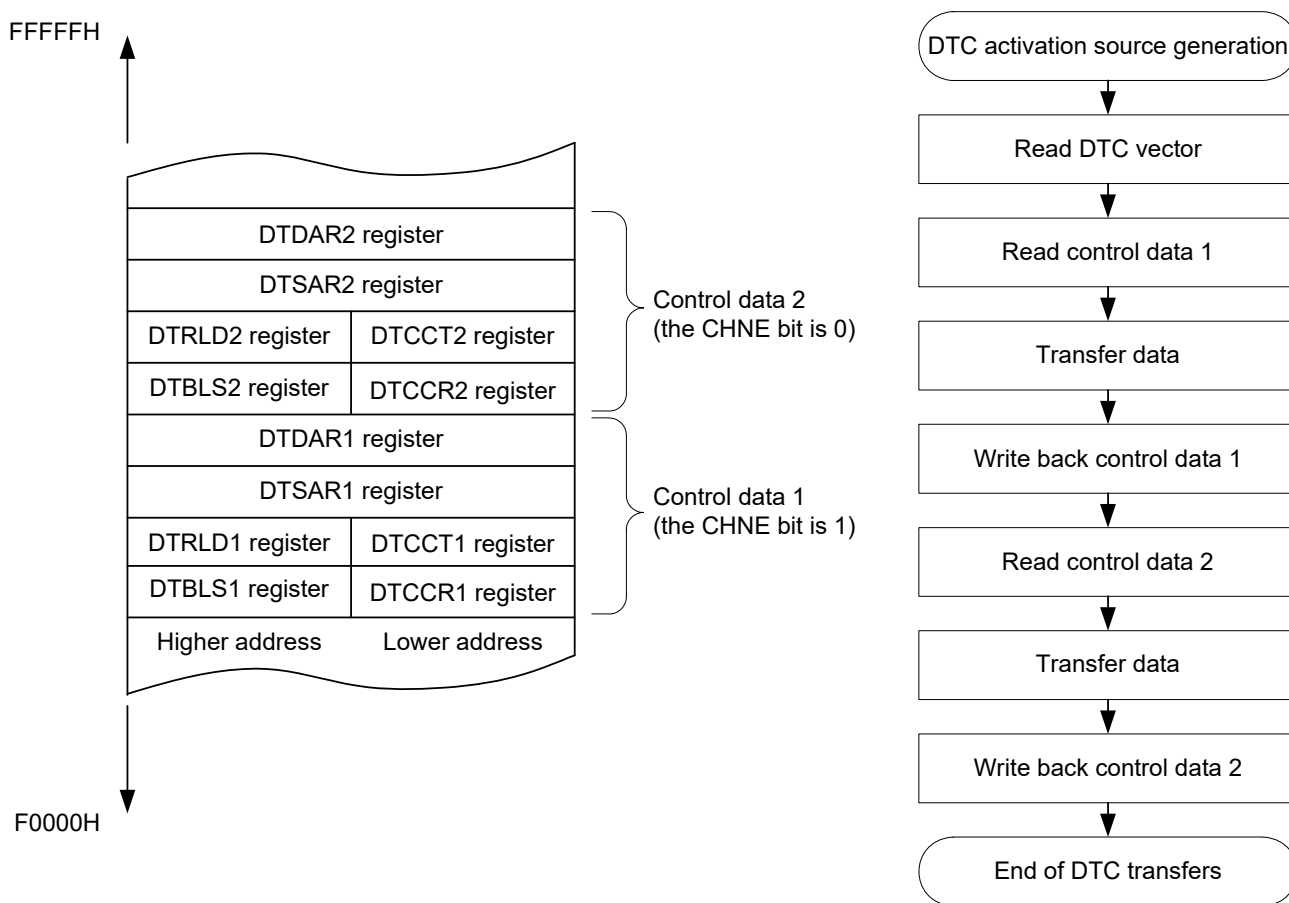 FFFFFH
DTDAR2 register
DTSAR2 register
DTRLD2 register DTCCT2 register
DTBLS2 register DTCCR2 register
DTDAR1 register
DTSAR1 register
DTRLD1 register DTCCT1 register
DTBLS1 register DTCCR1 register
Higher address Lower address
F0000H
Control data 2
(the CHNE bit is 0)
Control data 1
(the CHNE bit is 1)
DTC activation source generation
Read DTC vector
Read control data 1
Transfer data
Write back control data 1
Read control data 2
Transfer data
Write back control data 2
End of DTC transfers